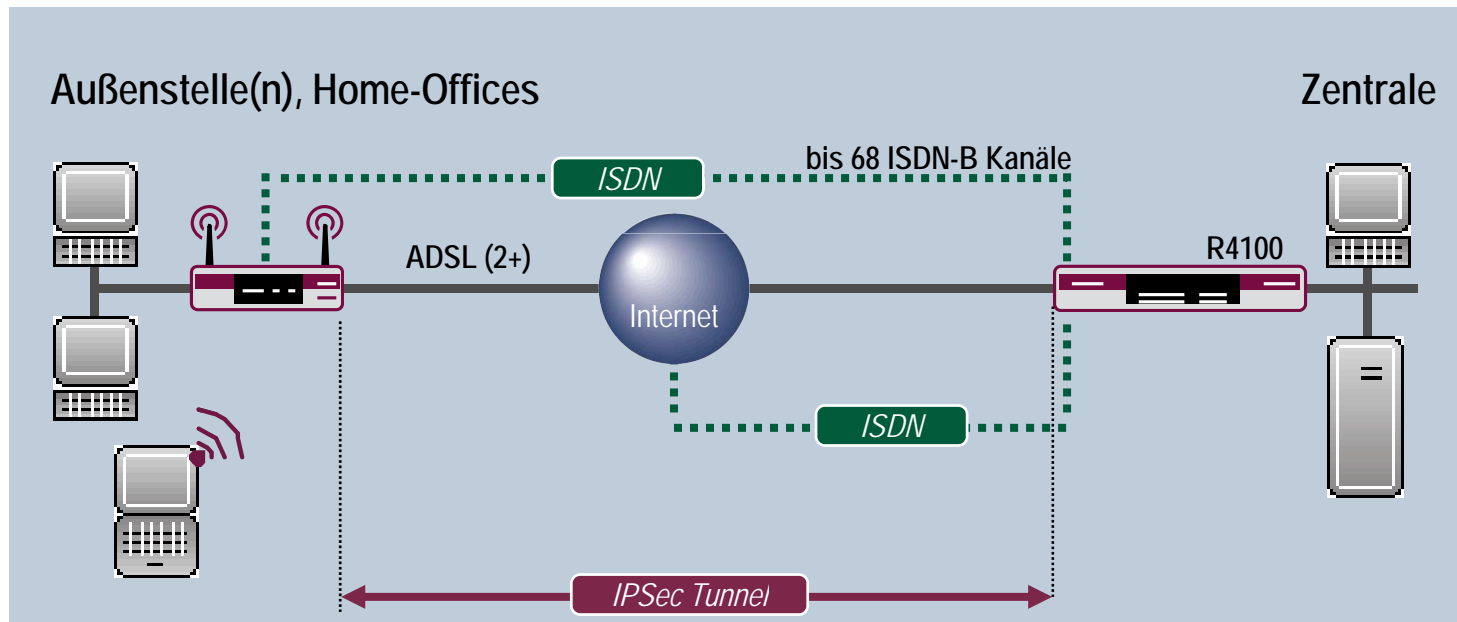 Außenstelle(n), Home-Offices
Zentrale
bis 68 ISDN-B Kanäle
ISDN
ADSL (2+)
R4100
Internet
ISDN
IPSec Tunnel